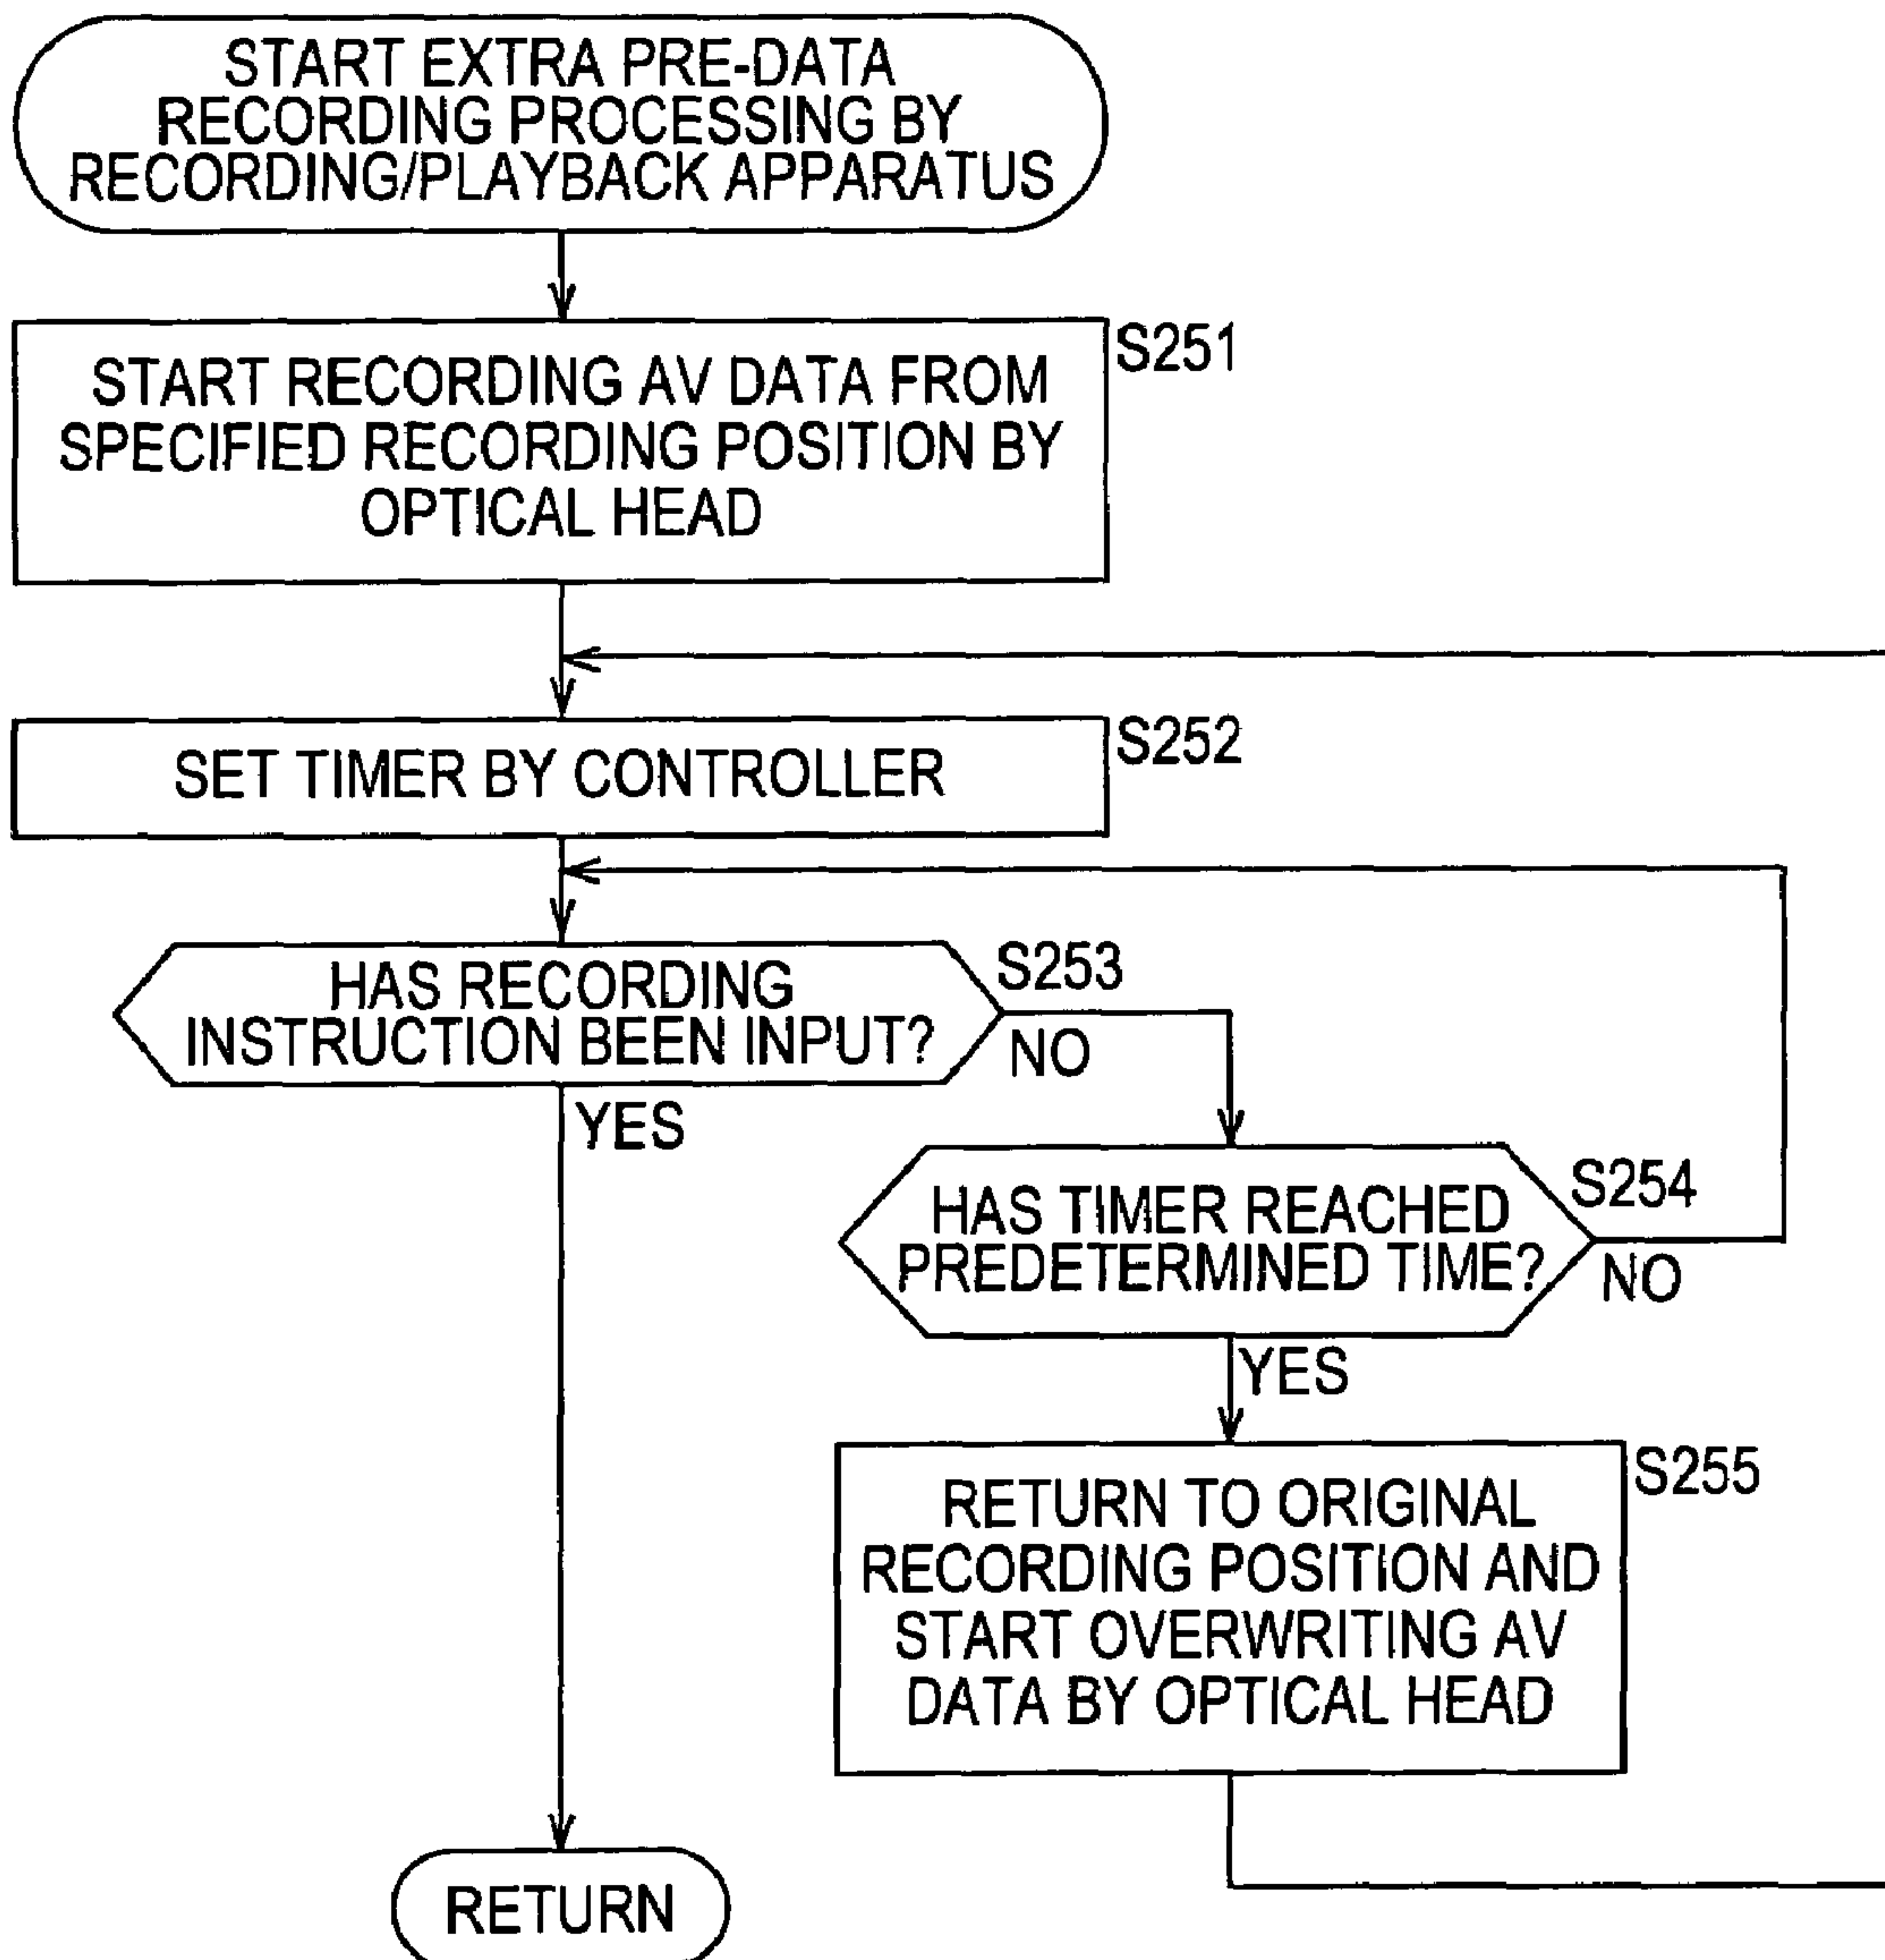 START EXTRA PRE-DATA
RECORDING PROCESSING BY
RECORDING/PLAYBACK APPARATUS
S251
START RECORDING AV DATA FROM
SPECIFIED RECORDING POSITION BY
OPTICAL HEAD
S252
SET TIMER BY CONTROLLER
S253
HAS RECORDING
INSTRUCTION BEEN INPUT?
NO
YES
S254
HAS TIMER REACHED
PREDETERMINED TIME?
NO
YES
S255
RETURN TO ORIGINAL
RECORDING POSITION AND
START OVERWRITING AV
DATA BY OPTICAL HEAD
RETURN